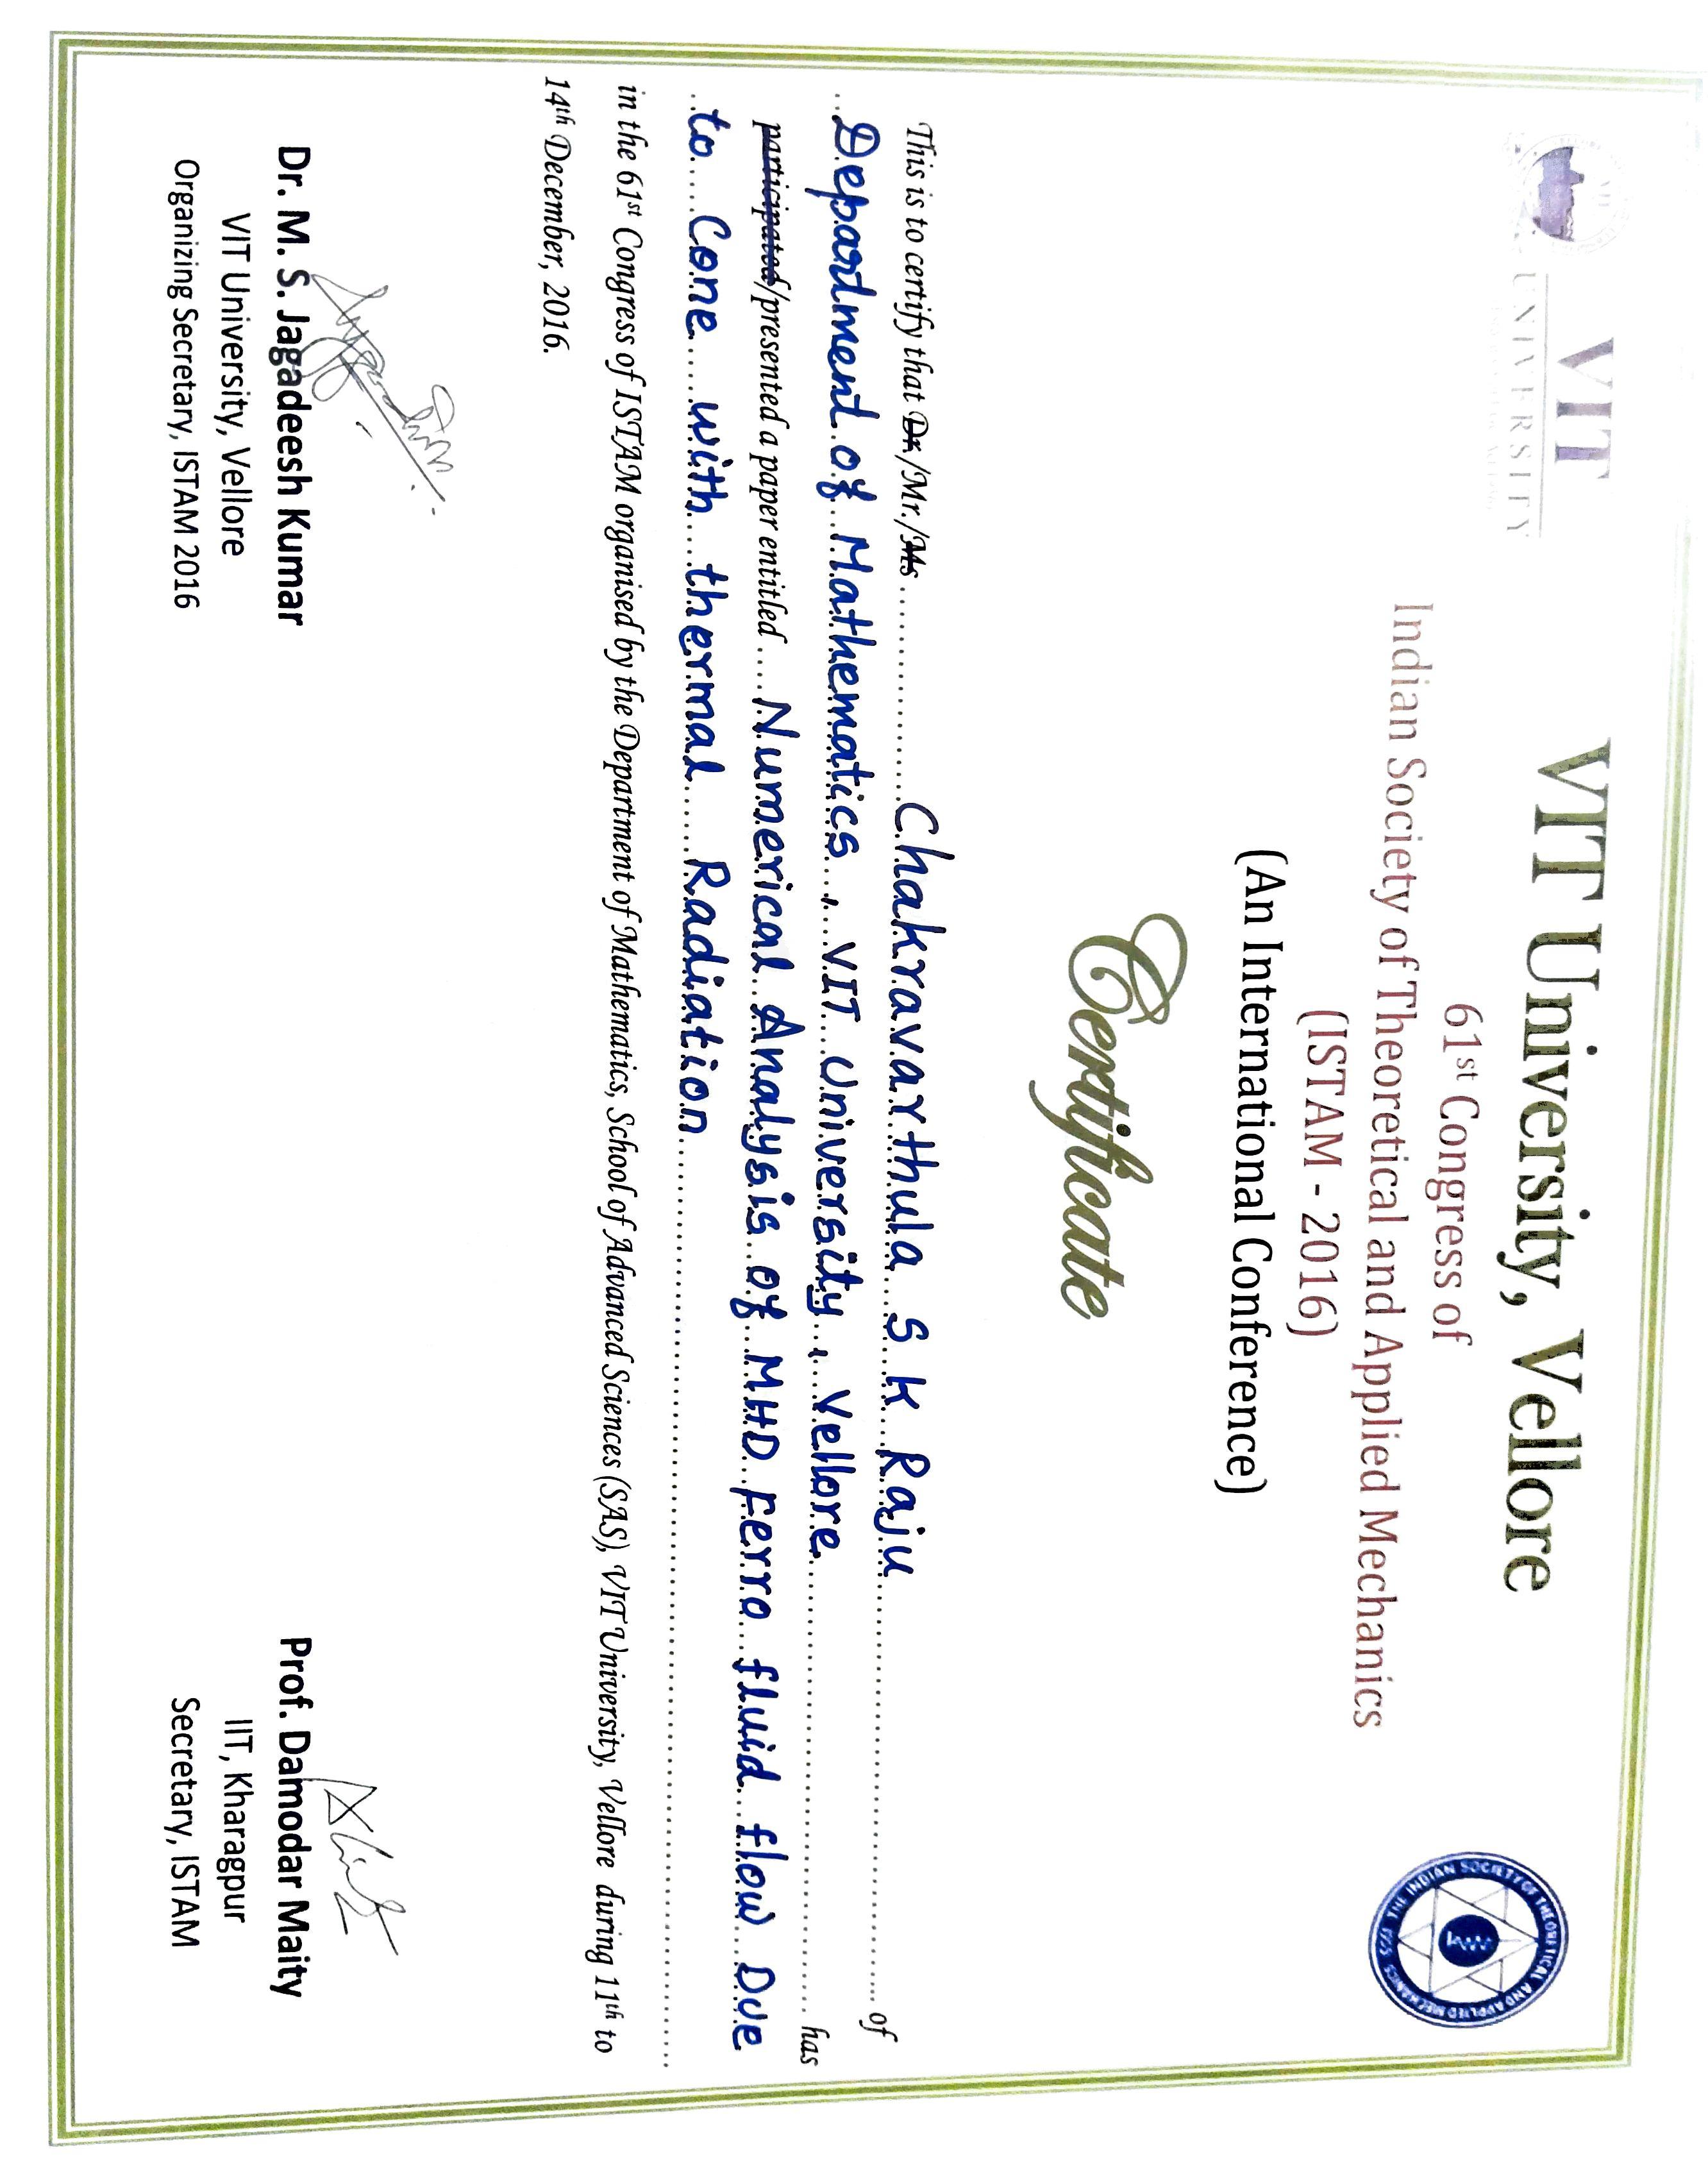 VIT
UNIVERSITY
VIT University, Vellore
61st Congress of
Indian Society of Theoretical and Applied Mechanics
(ISTAM - 2016)
(An International Conference)
THE INDIAN SOCIETY OF THEORETICAL AND APPLIED MECHANICS 1955
Certificate
This is to certify that Dr/Mr./Ms Chakravarthula S K Raju of
Department of Mathematics, VIT University, Vellore has
participated/presented a paper entitled Numerical Analysis of MHD Ferro fluid flow Due
to Cone with thermal Radiation
in the 61st Congress of ISTAM organised by the Department of Mathematics, School of Advanced Sciences (SAS), VIT University, Vellore during 11th to
14th December, 2016.
Dr. M. S. Jagadeesh Kumar
VIT University, Vellore
Organizing Secretary, ISTAM 2016
Prof. Damodar Maity
IIT, Kharagpur
Secretary, ISTAM